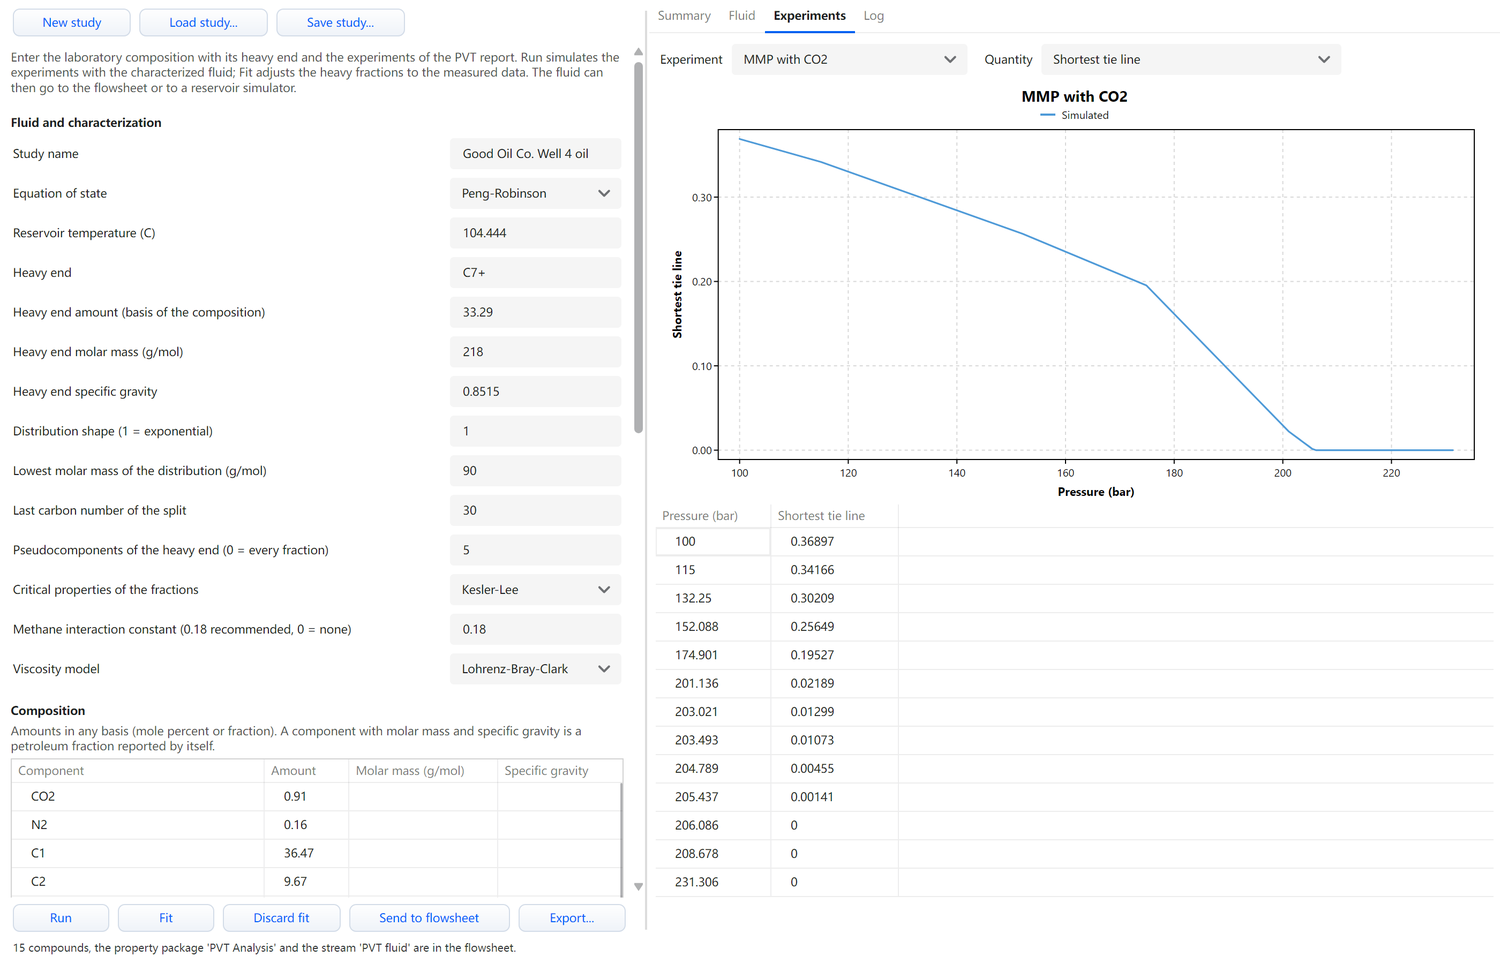 New study
Load study...
Save study...
Enter the laboratory composition with its heavy end and the experiments of the PVT report. Run simulates the
experiments with the characterized fluid; Fit adjusts the heavy fractions to the measured data. The fluid can
then go to the flowsheet or to a reservoir simulator.
Fluid and characterization
Study name Good Oil Co. Well 4 oil
Equation of state Peng-Robinson
Reservoir temperature (C) 104.444
Heavy end C7+
Heavy end amount (basis of the composition) 33.29
Heavy end molar mass (g/mol) 218
Heavy end specific gravity 0.8515
Distribution shape (1 = exponential) 1
Lowest molar mass of the distribution (g/mol) 90
Last carbon number of the split 30
Pseudocomponents of the heavy end (0 = every fraction) 5
Critical properties of the fractions Kesler-Lee
Methane interaction constant (0.18 recommended, 0 = none) 0.18
Viscosity model Lohrenz-Bray-Clark
Composition
Amounts in any basis (mole percent or fraction). A component with molar mass and specific gravity is a
petroleum fraction reported by itself.
Component Amount Molar mass (g/mol) Specific gravity
CO2 0.91
N2 0.16
C1 36.47
C2 9.67
Run
Fit
Discard fit
Send to flowsheet
Export...
15 compounds, the property package 'PVT Analysis' and the stream 'PVT fluid' are in the flowsheet.
Summary Fluid Experiments Log
Experiment MMP with CO2 Quantity Shortest tie line
MMP with CO2
Simulated
Shortest tie line
0.30
0.20
0.10
0.00
100 120 140 160 180 200 220
Pressure (bar)
Pressure (bar) Shortest tie line
100 0.36897
115 0.34166
132.25 0.30209
152.088 0.25649
174.901 0.19527
201.136 0.02189
203.021 0.01299
203.493 0.01073
204.789 0.00455
205.437 0.00141
206.086 0
208.678 0
231.306 0